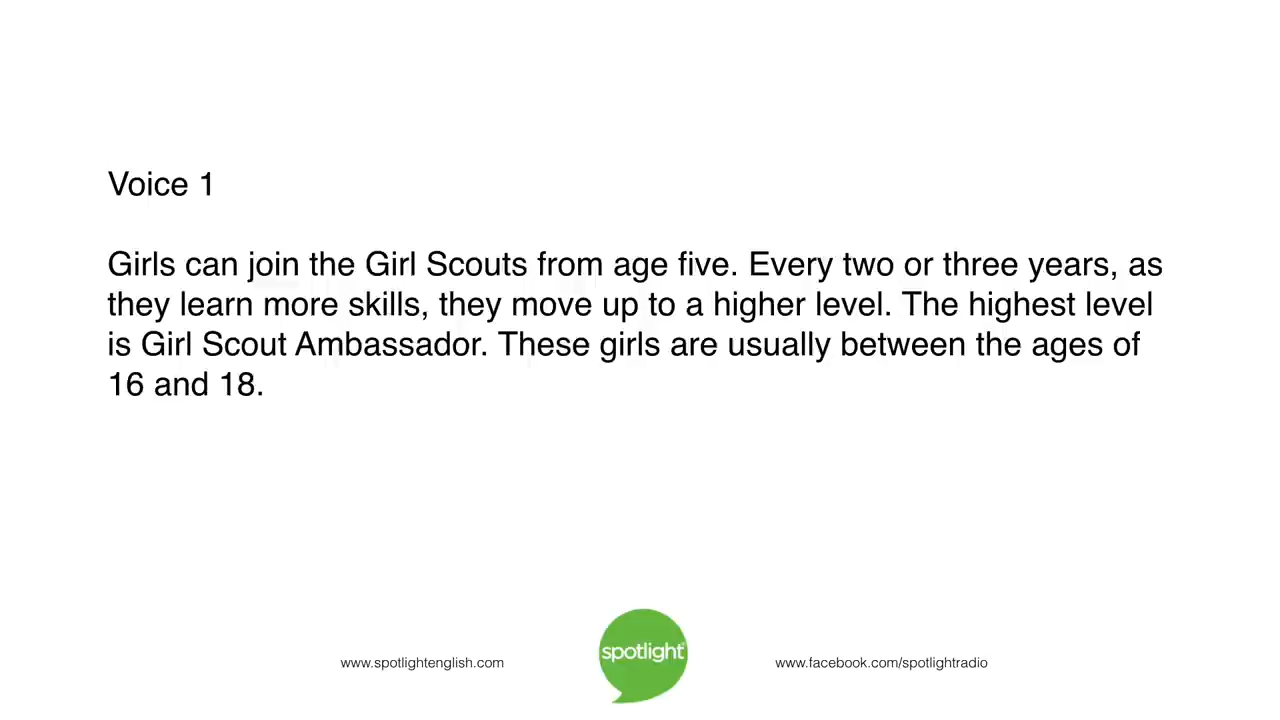 Voice 1
Girls can join the Girl Scouts from age five. Every two or three years, as
they learn more skills, they move up to a higher level. The highest level
is Girl Scout Ambassador. These girls are usually between the ages of
16 and 18.
www.spotlightenglish.com
spotlight
www.facebook.com/spotlightradio